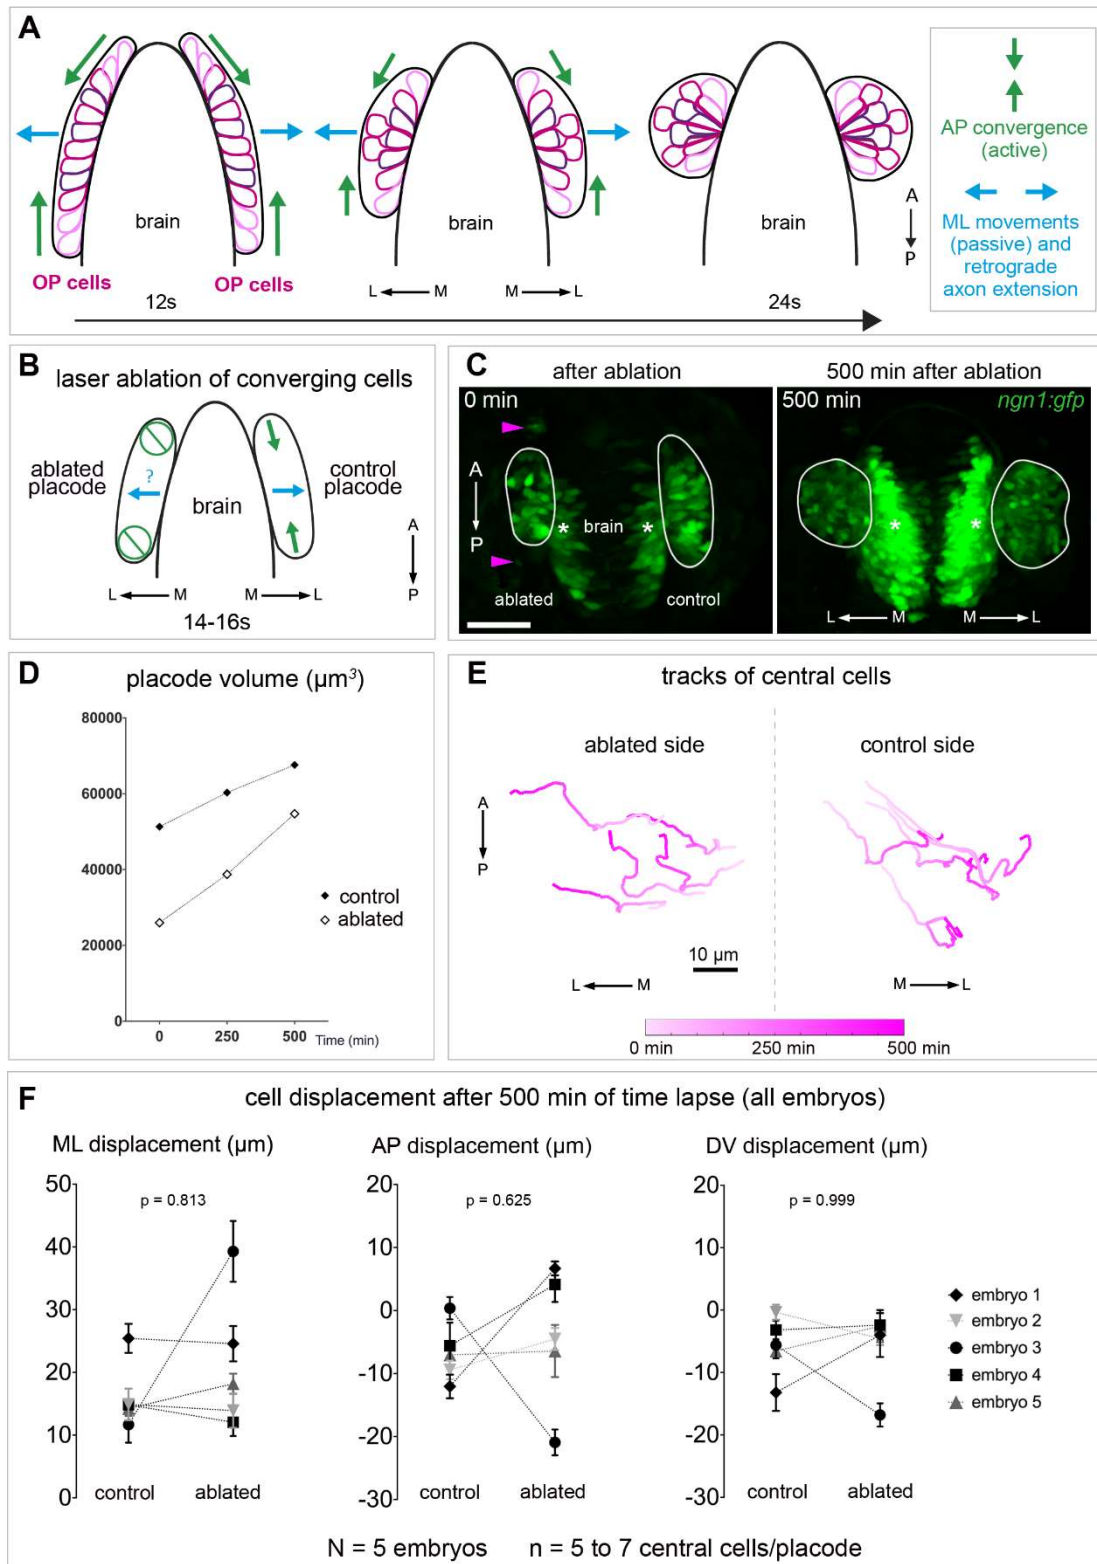 A
brain
OP cells
OP cells
12s
brain
L M
M L
brain
24s
A
P
AP convergence
(active)
ML movements
(passive) and
retrograde
axon extension
B
laser ablation of converging cells
ablated
placode
?
brain
control
placode
A
P
L M
M L
14-16s
C
after ablation
500 min after ablation
0 min
A
P
* brain *
ablated
control
500 min
ngn1:gfp
* *
L M
M L
D
placode volume (µm³)
80000
60000
40000
20000
0
0 250 500 Time (min)
control
ablated
E
tracks of central cells
ablated side
control side
A
P
10 µm
L M
M L
0 min 250 min 500 min
F
cell displacement after 500 min of time lapse (all embryos)
ML displacement (µm)
50
40
30
20
10
0
p = 0.813
control ablated
AP displacement (µm)
20
10
0
-10
-20
-30
p = 0.625
control ablated
DV displacement (µm)
20
10
0
-10
-20
-30
p = 0.999
control ablated
embryo 1
embryo 2
embryo 3
embryo 4
embryo 5
N = 5 embryos n = 5 to 7 central cells/placode